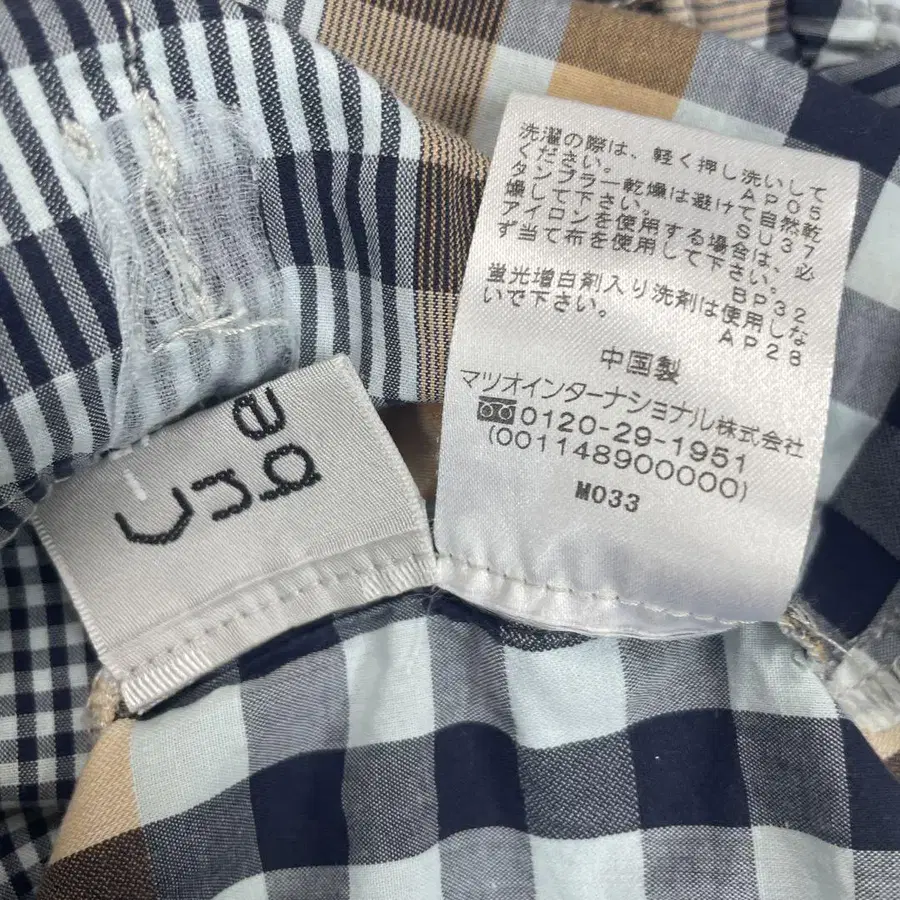 洗濯の際は、軽く押し洗いして
ください。 AP05
タンブラー乾燥は避けて自然乾
燥して下さい。 SU37
アイロンを使用する場合は、必
ず当て布を使用して下さい。
BP32
蛍光増白剤入り洗剤は使用しな
いで下さい。 AP28
中国製
マツオインターナショナル株式会社
0120-29-1951
(001148900000)
M033